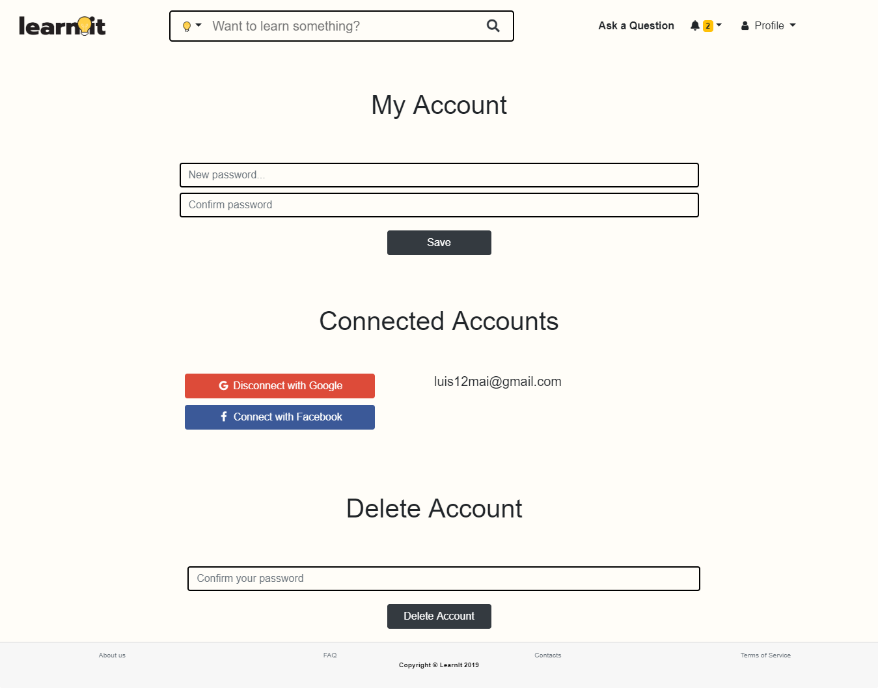 learnit
Want to learn something?
Ask a Question
2
Profile
My Account
New password...
Confirm password
Save
Connected Accounts
G Disconnect with Google
luis12mai@gmail.com
f Connect with Facebook
Delete Account
Confirm your password
Delete Account
About us
FAQ
Contacts
Terms of Service
Copyright © LearnIt 2019